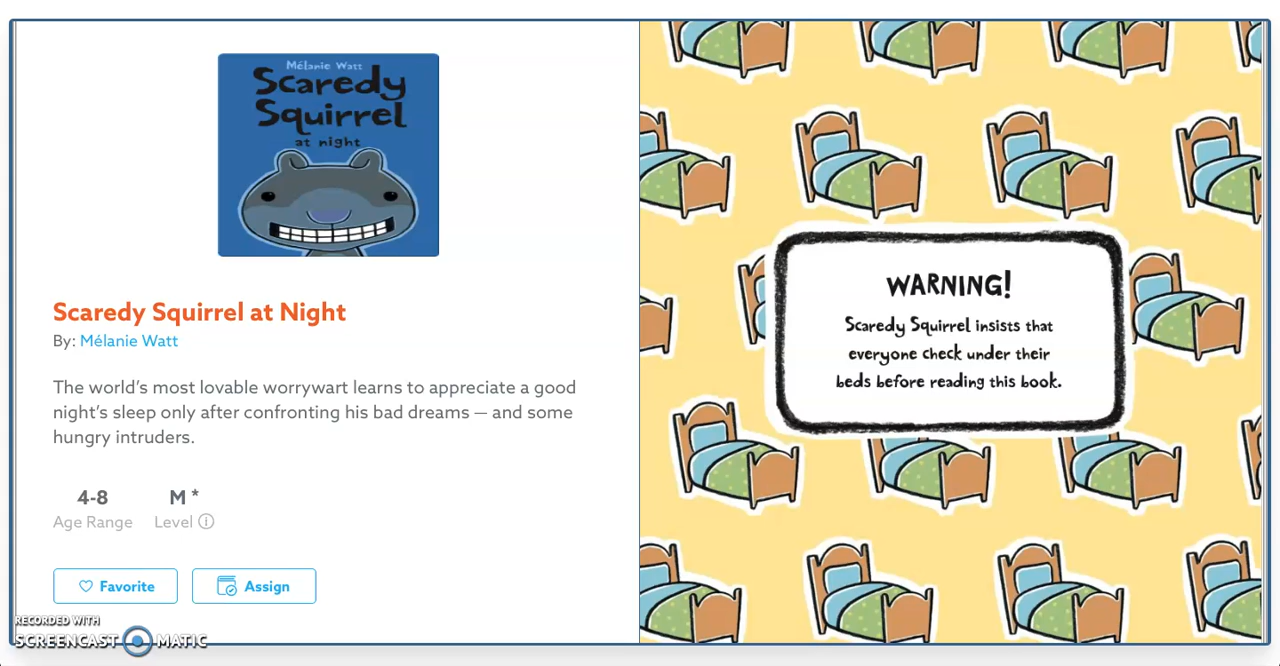 Mélanie Watt
Scaredy
Squirrel
at night
Scaredy Squirrel at Night
By: Mélanie Watt
The world's most lovable worrywart learns to appreciate a good
night's sleep only after confronting his bad dreams — and some
hungry intruders.
4-8 M *
Age Range Level
Favorite Assign
RECORDED WITH
SCREENCAST MATIC
WARNING!
Scaredy Squirrel insists that
everyone check under their
beds before reading this book.